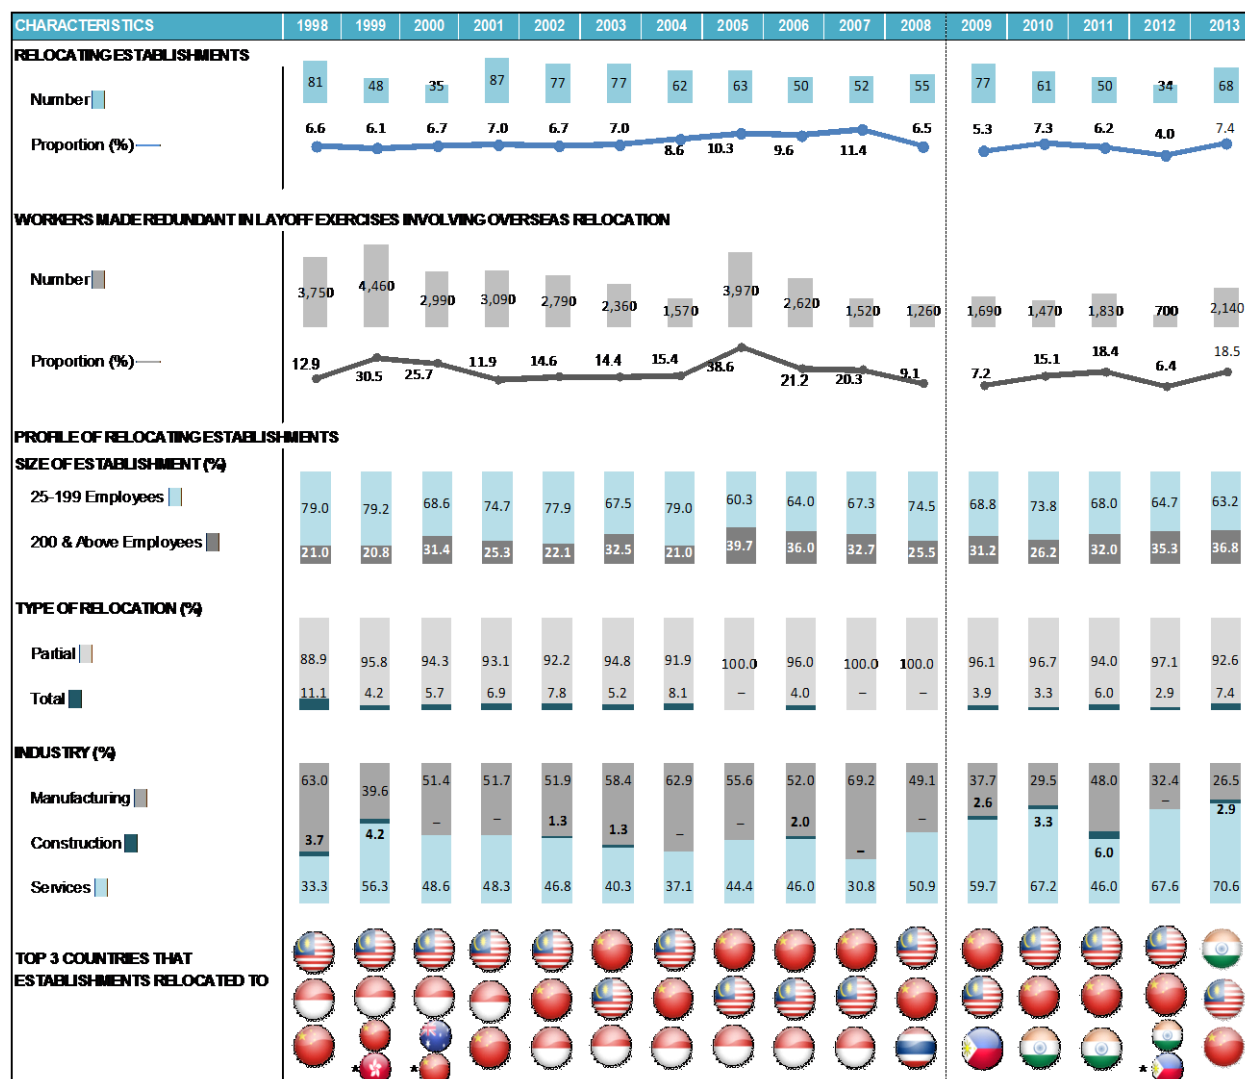 CHARACTERISTICS 1998 1999 2000 2001 2002 2003 2004 2005 2006 2007 2008 2009 2010 2011 2012 2013
RELOCATING ESTABLISHMENTS
Number 81 48 35 87 77 77 62 63 50 52 55 77 61 50 34 68
Proportion (%) 6.6 6.1 6.7 7.0 6.7 7.0 8.6 10.3 9.6 11.4 6.5 5.3 7.3 6.2 4.0 7.4
WORKERS MADE REDUNDANT IN LAYOFF EXERCISES INVOLVING OVERSEAS RELOCATION
Number 3,750 4,460 2,990 3,090 2,790 2,360 1,570 3,970 2,620 1,520 1,260 1,690 1,470 1,830 700 2,140
Proportion (%) 12.9 30.5 25.7 11.9 14.6 14.4 15.4 38.6 21.2 20.3 9.1 7.2 15.1 18.4 6.4 18.5
PROFILE OF RELOCATING ESTABLISHMENTS
SIZE OF ESTABLISHMENT (%)
25-199 Employees 79.0 79.2 68.6 74.7 77.9 67.5 79.0 60.3 64.0 67.3 74.5 68.8 73.8 68.0 64.7 63.2
200 & Above Employees 21.0 20.8 31.4 25.3 22.1 32.5 21.0 39.7 36.0 32.7 25.5 31.2 26.2 32.0 35.3 36.8
TYPE OF RELOCATION (%)
Partial 88.9 95.8 94.3 93.1 92.2 94.8 91.9 100.0 96.0 100.0 100.0 96.1 96.7 94.0 97.1 92.6
Total 11.1 4.2 5.7 6.9 7.8 5.2 8.1 – 4.0 – – 3.9 3.3 6.0 2.9 7.4
INDUSTRY (%)
Manufacturing 63.0 39.6 51.4 51.7 51.9 58.4 62.9 55.6 52.0 69.2 49.1 37.7 29.5 48.0 32.4 26.5
Construction 3.7 4.2 – – 1.3 1.3 – – 2.0 – – 2.6 3.3 6.0 – 2.9
Services 33.3 56.3 48.6 48.3 46.8 40.3 37.1 44.4 46.0 30.8 50.9 59.7 67.2 46.0 67.6 70.6
TOP 3 COUNTRIES THAT
ESTABLISHMENTS RELOCATED TO
* * *